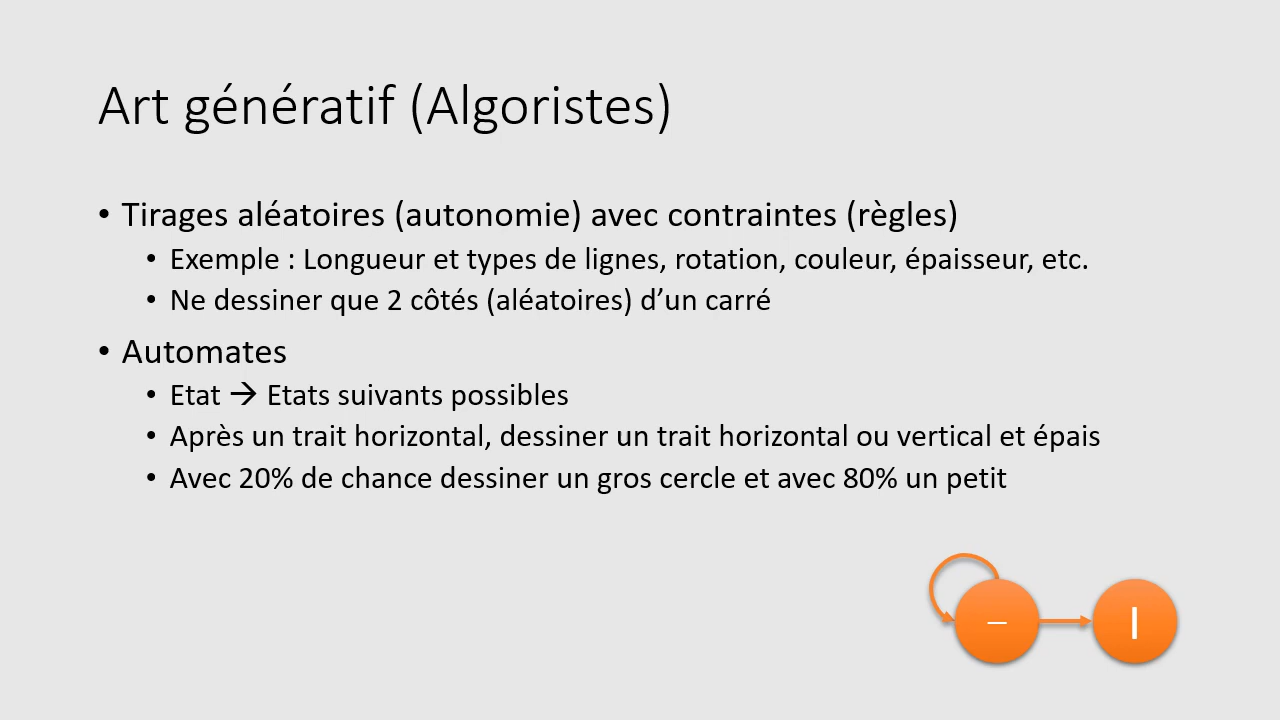 Art génératif (Algoristes)
• Tirages aléatoires (autonomie) avec contraintes (règles)
• Exemple : Longueur et types de lignes, rotation, couleur, épaisseur, etc.
• Ne dessiner que 2 côtés (aléatoires) d’un carré
• Automates
• Etat → Etats suivants possibles
• Après un trait horizontal, dessiner un trait horizontal ou vertical et épais
• Avec 20% de chance dessiner un gros cercle et avec 80% un petit